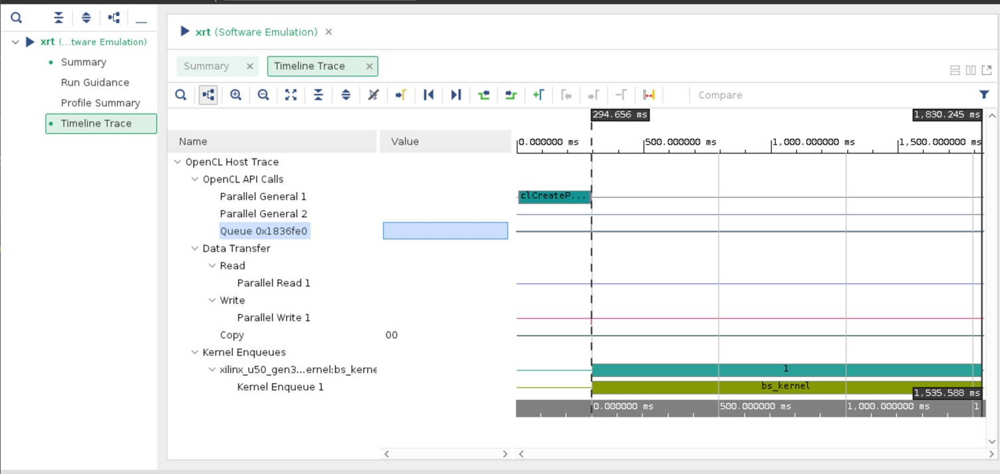 xrt (Software Emulation)
xrt (...tware Emulation)
Summary
Run Guidance
Profile Summary
Timeline Trace
Summary
Timeline Trace
Compare
294.656 ms
1,830.245 ms
Name
Value
0.000000 ms
500.000000 ms
1,000.000000 ms
1,500.000000 ms
OpenCL Host Trace
OpenCL API Calls
Parallel General 1
clCreateP...
Parallel General 2
Queue 0x1836fe0
Data Transfer
Read
Parallel Read 1
Write
Parallel Write 1
Copy
00
Kernel Enqueues
xilinx_u50_gen3...ernel:bs_kerne
1
Kernel Enqueue 1
bs_kernel
1,535.588 ms
0.000000 ms
500.000000 ms
1,000.000000 ms
1